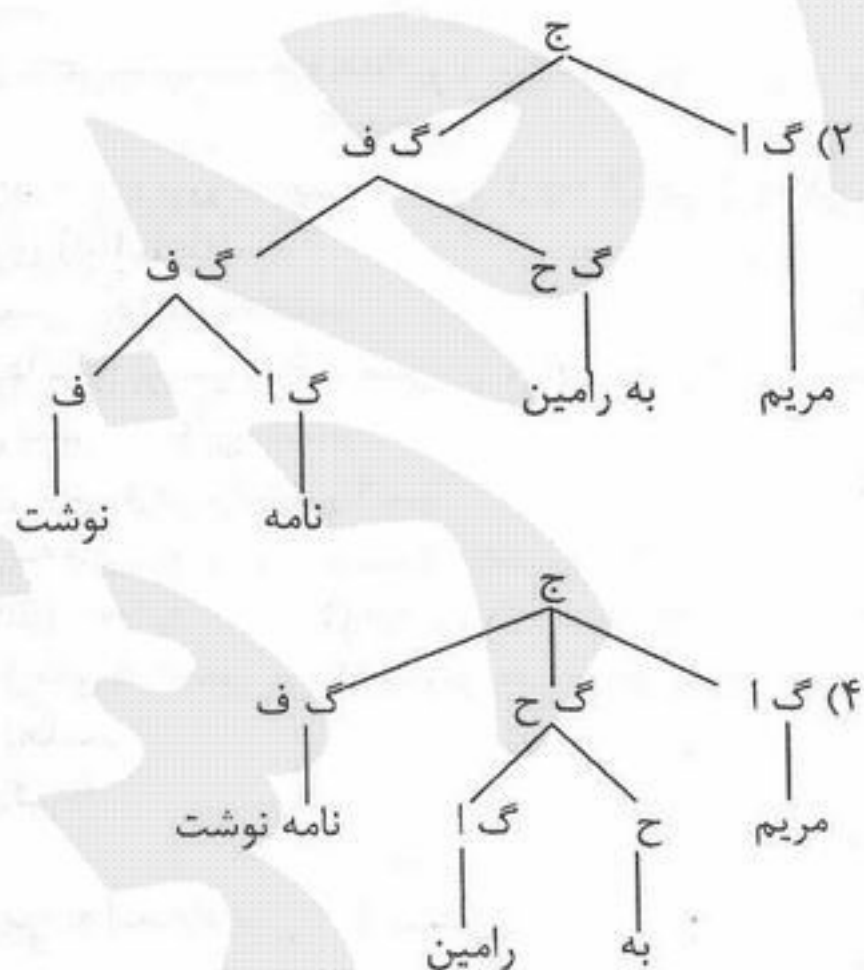 ج
۲) گ ا گ ف
گ ح گ ف
مریم به رامین گ ا ف
نامه نوشت
ج
۴) گ ا گ ح گ ف
مریم ح گ ا نامه نوشت
به رامین